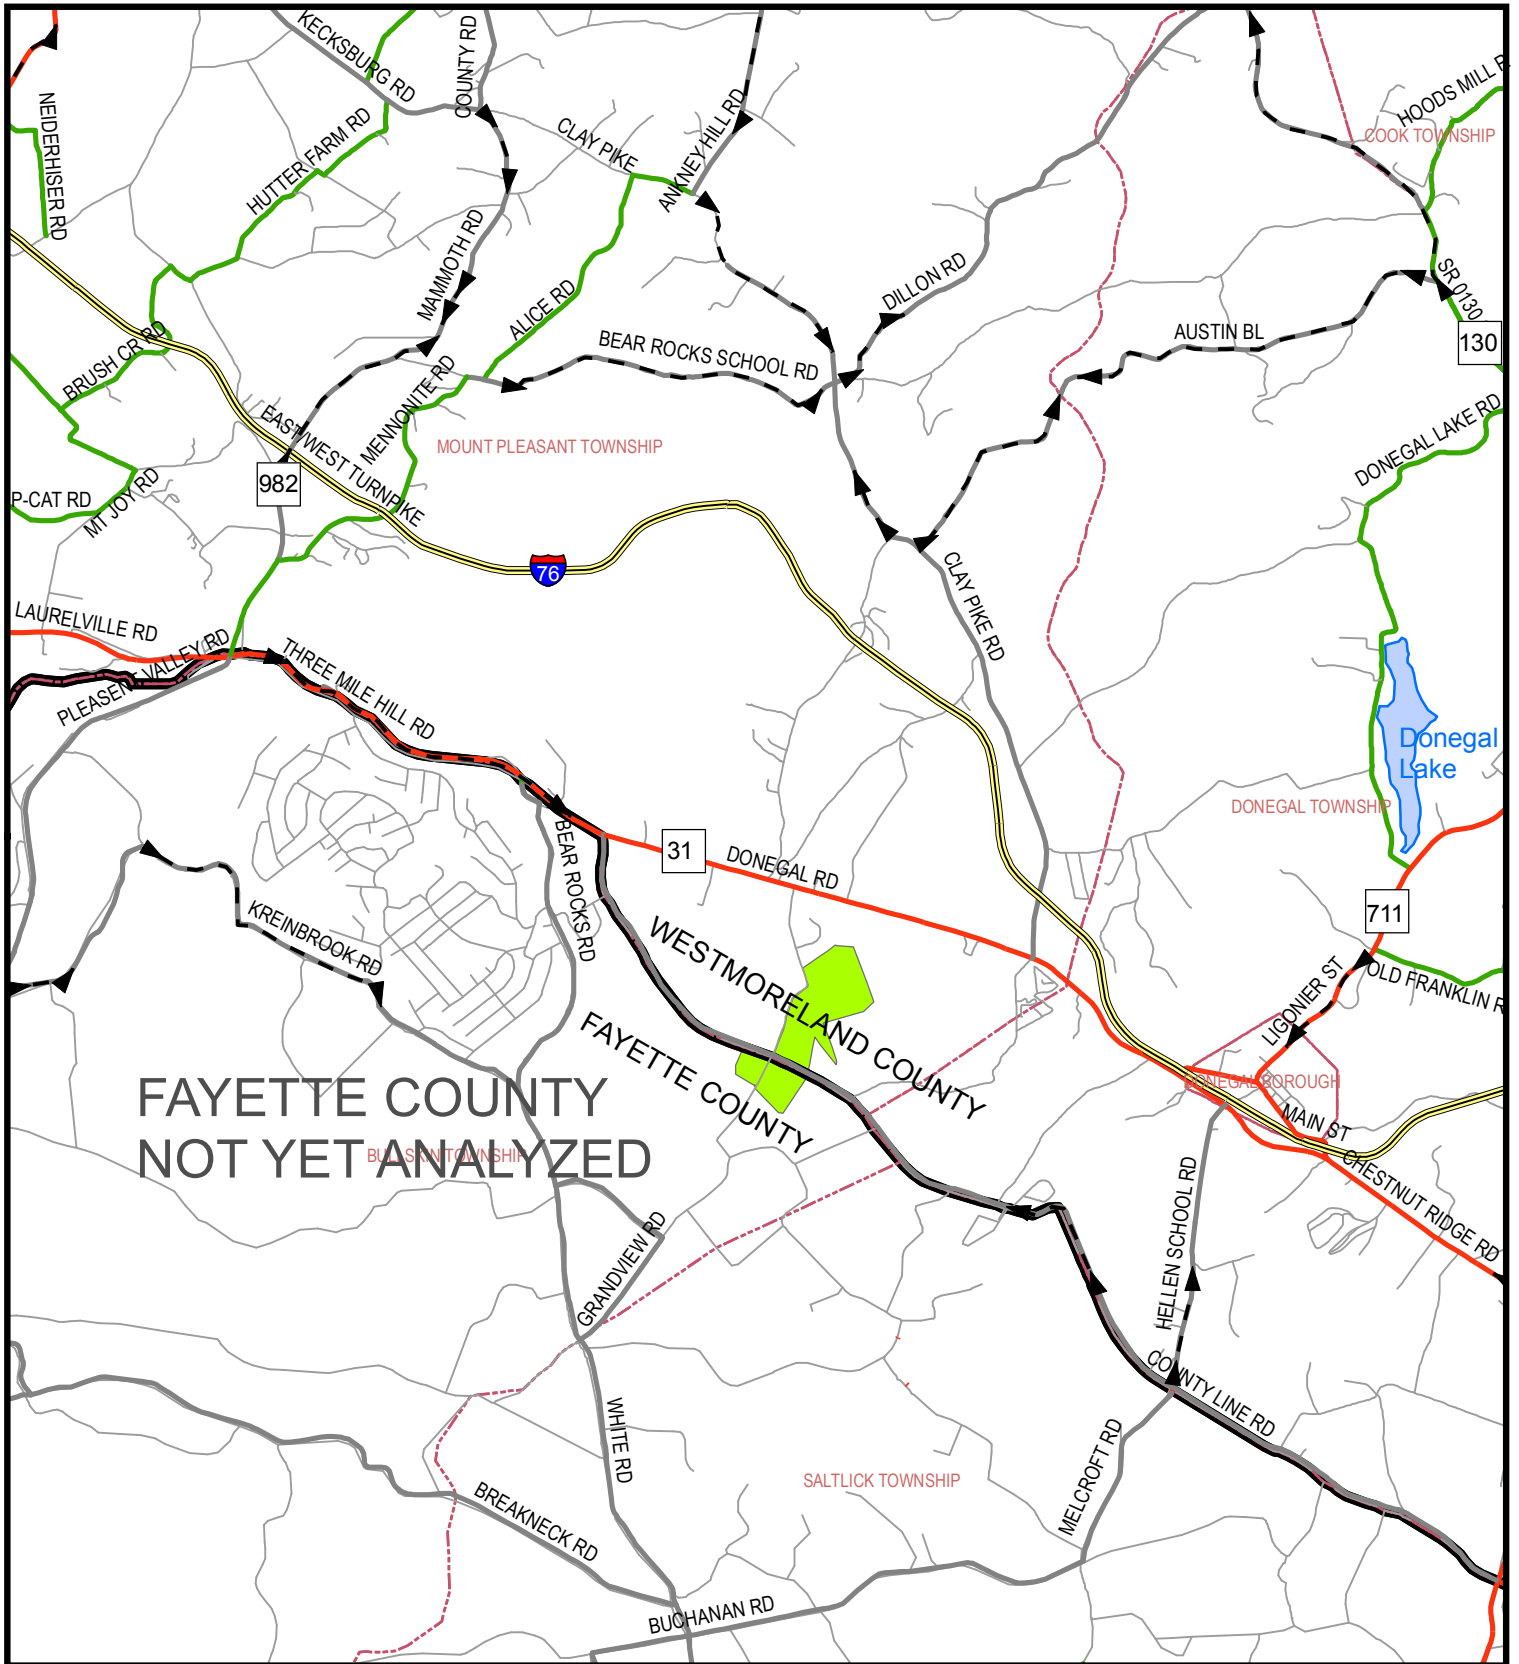 KECKSBURG RD
COUNTY RD
HOODS MILL R
NEIDERHISER RD
HUTTER FARM RD
CLAY PIKE
ANKNEY HILL RD
COOK TOWNSHIP
MAMMOTH RD
ALICE RD
DILLON RD
SR 0130
BRUSH CR RD
BEAR ROCKS SCHOOL RD
AUSTIN BL
130
MENNONITE RD
EAST WEST TURNPIKE
MOUNT PLEASANT TOWNSHIP
DONEGAL LAKE RD
982
P-CAT RD
MT JOY RD
76
CLAY PIKE RD
LAURELVILLE RD
PLEASENT VALLEY RD
THREE MILE HILL RD
Donegal
Lake
DONEGAL TOWNSHIP
BEAR ROCKS RD
31
DONEGAL RD
711
KREINBROOK RD
WESTMORELAND COUNTY
FAYETTE COUNTY
OLD FRANKLIN R
LIGONIER ST
FAYETTE COUNTY
NOT YET ANALYZED
DONEGAL BOROUGH
MAIN ST
BULLSKIN TOWNSHIP
CHESTNUT RIDGE RD
HELLEN SCHOOL RD
GRANDVIEW RD
COUNTY LINE RD
WHITE RD
MELCROFT RD
SALTLICK TOWNSHIP
BREAKNECK RD
BUCHANAN RD